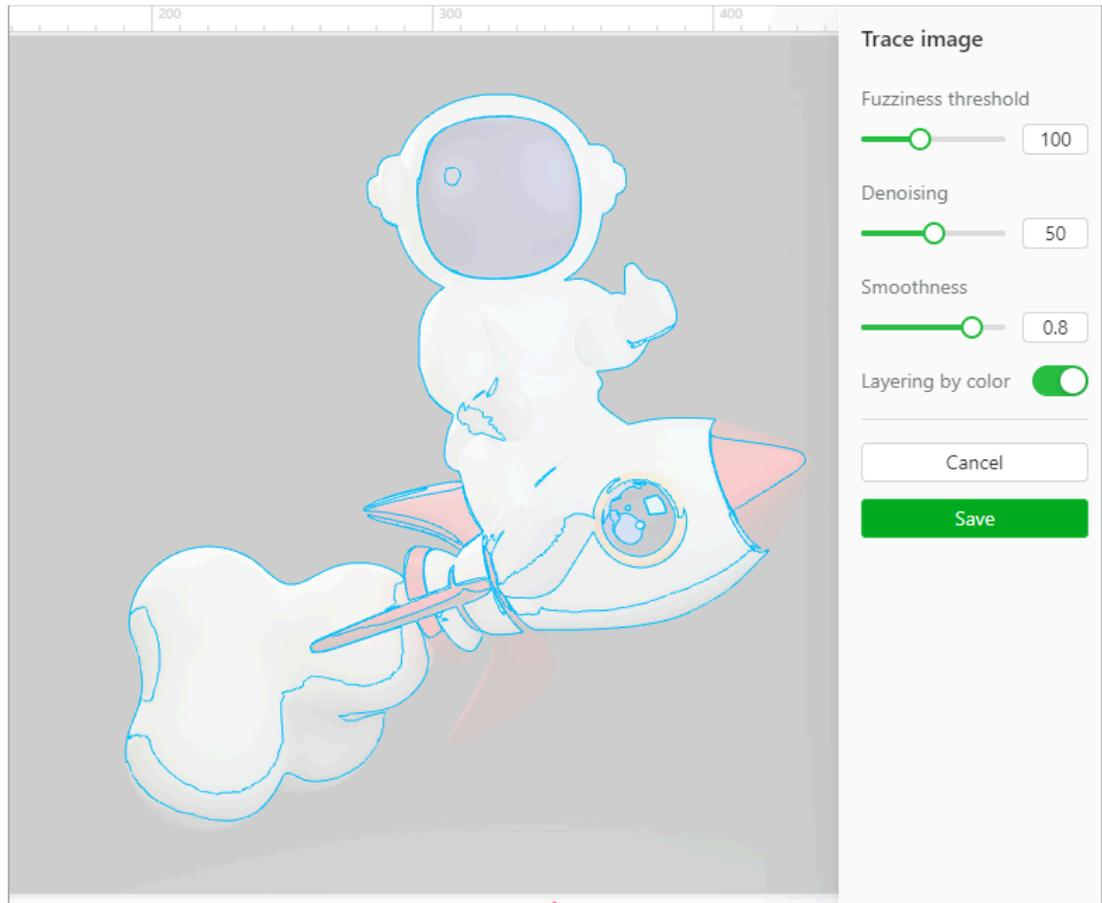 200 300 400
Trace image
Fuzziness threshold
100
Denoising
50
Smoothness
0.8
Layering by color
Cancel
Save